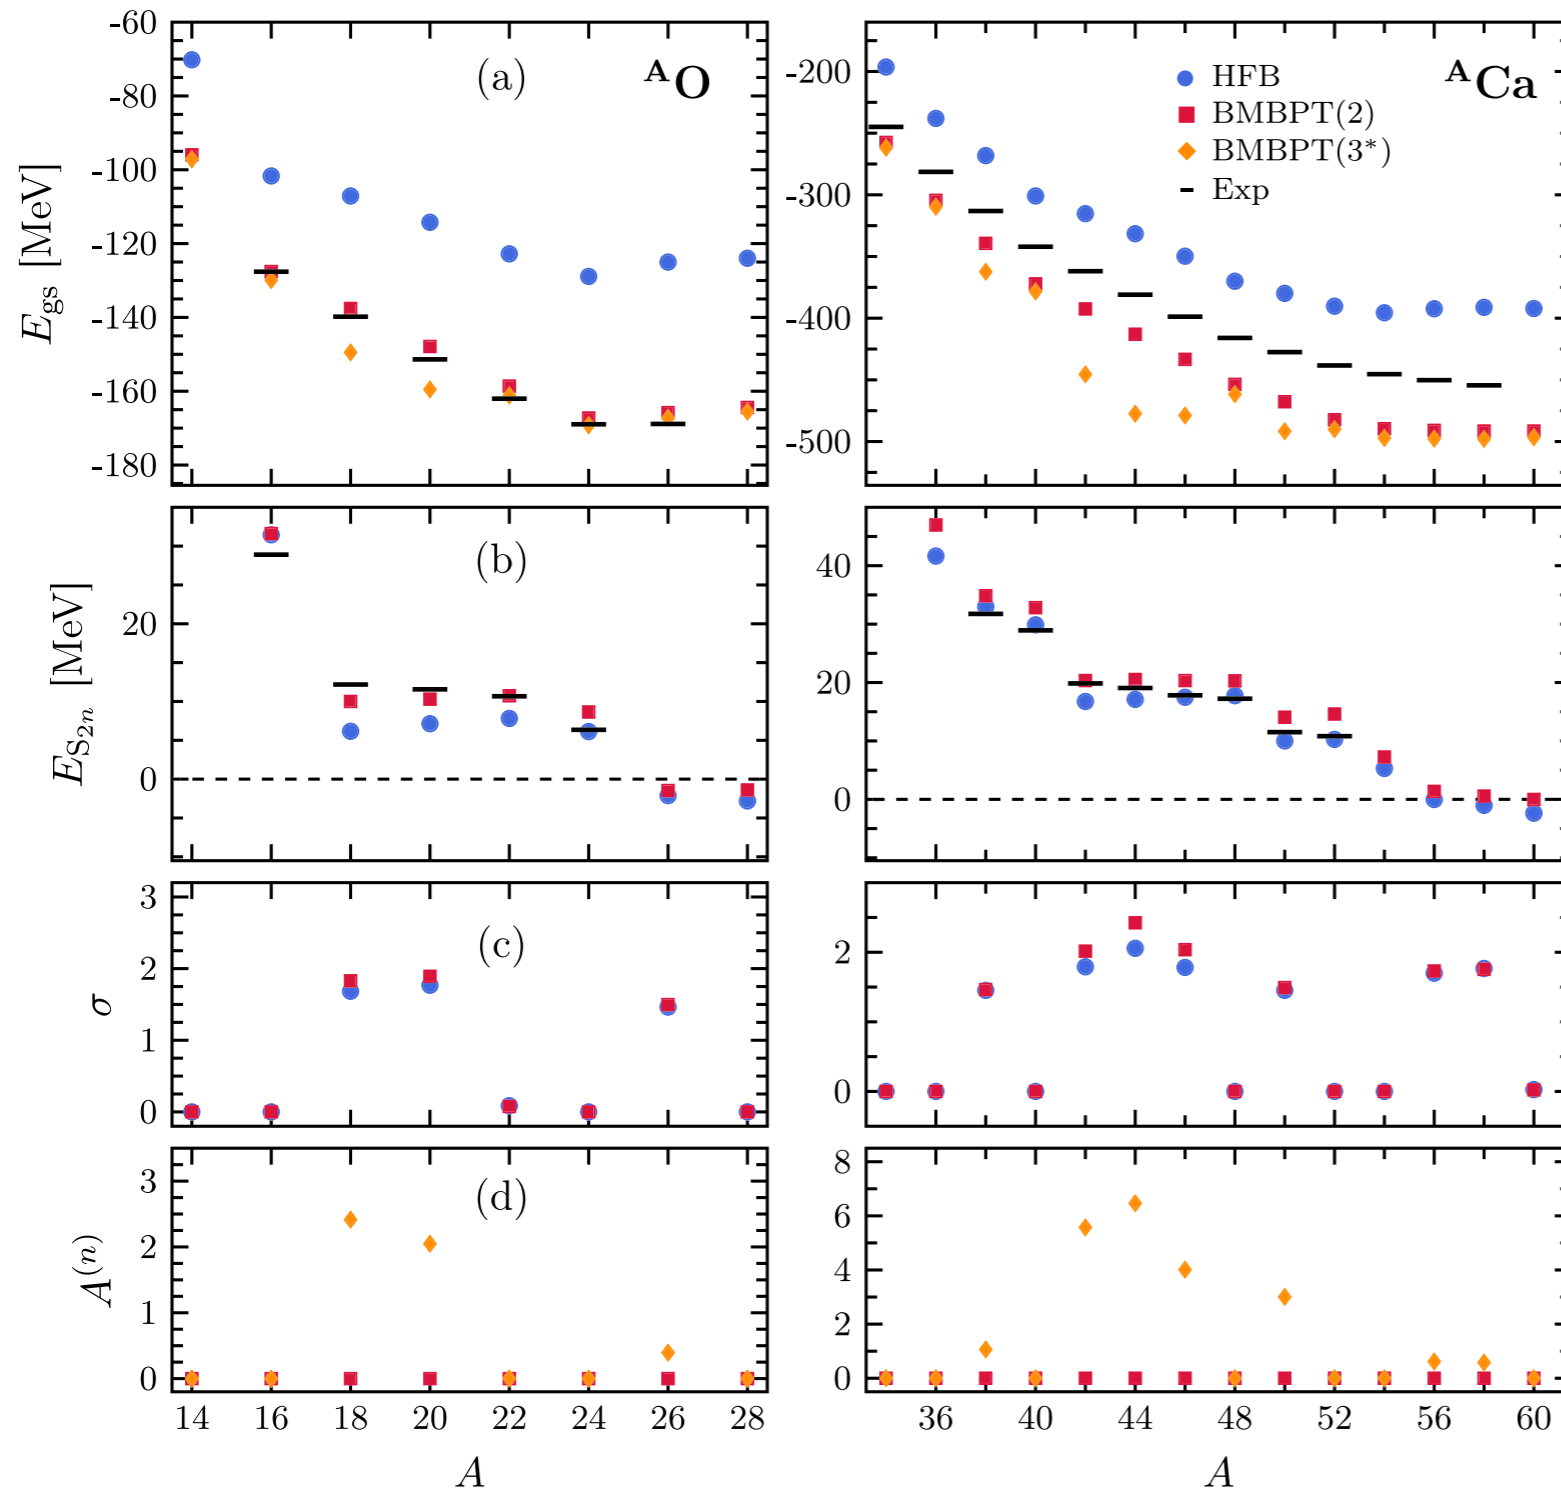 (a)
ᴬO
ᴬCa
HFB
BMBPT(2)
BMBPT(3*)
Exp
E_gs [MeV]
-60
-80
-100
-120
-140
-160
-180
-200
-300
-400
-500
(b)
E_S₂ₙ [MeV]
20
0
40
20
0
(c)
σ
3
2
1
0
2
0
(d)
A⁽ⁿ⁾
3
2
1
0
8
6
4
2
0
14 16 18 20 22 24 26 28
36 40 44 48 52 56 60
A
A